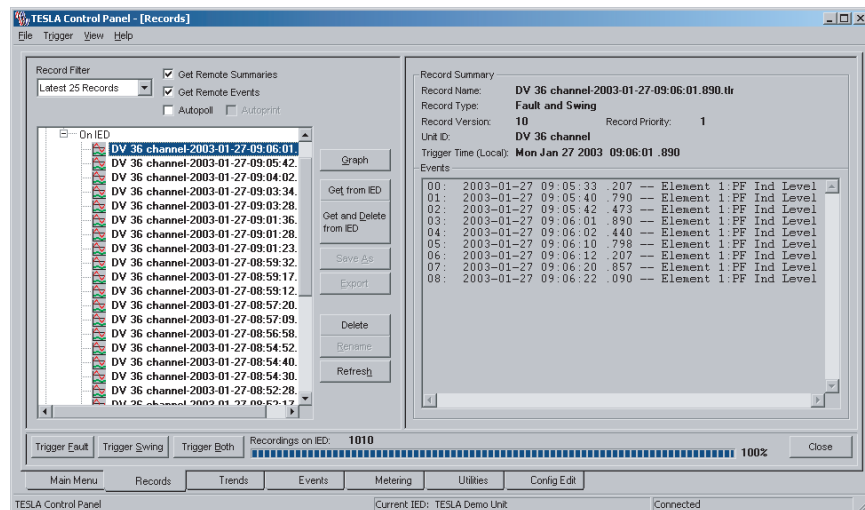 TESLA Control Panel - [Records]
File Trigger View Help
Record Filter
Latest 25 Records
Get Remote Summaries
Get Remote Events
Autopoll Autoprint
On IED
DV 36 channel-2003-01-27-09:06:01.
DV 36 channel-2003-01-27-09:05:42.
DV 36 channel-2003-01-27-09:04:02.
DV 36 channel-2003-01-27-09:03:34.
DV 36 channel-2003-01-27-09:03:28.
DV 36 channel-2003-01-27-09:01:36.
DV 36 channel-2003-01-27-09:01:28.
DV 36 channel-2003-01-27-09:01:23.
DV 36 channel-2003-01-27-08:59:32.
DV 36 channel-2003-01-27-08:59:17.
DV 36 channel-2003-01-27-08:59:12.
DV 36 channel-2003-01-27-08:57:20.
DV 36 channel-2003-01-27-08:57:09.
DV 36 channel-2003-01-27-08:56:58.
DV 36 channel-2003-01-27-08:54:52.
DV 36 channel-2003-01-27-08:54:40.
DV 36 channel-2003-01-27-08:54:30.
DV 36 channel-2003-01-27-08:52:28.
DV 36 channel-2003-01-27-08:52:17
Graph
Get from IED
Get and Delete
from IED
Save As
Export
Delete
Rename
Refresh
Record Summary
Record Name: DV 36 channel-2003-01-27-09:06:01.890.tlr
Record Type: Fault and Swing
Record Version: 10 Record Priority: 1
Unit ID: DV 36 channel
Trigger Time (Local): Mon Jan 27 2003 09:06:01 .890
Events
00: 2003-01-27 09:05:33 .207 -- Element 1:PF Ind Level
01: 2003-01-27 09:05:40 .790 -- Element 1:PF Ind Level
02: 2003-01-27 09:05:42 .473 -- Element 1:PF Ind Level
03: 2003-01-27 09:06:01 .890 -- Element 1:PF Ind Level
04: 2003-01-27 09:06:02 .440 -- Element 1:PF Ind Level
05: 2003-01-27 09:06:10 .798 -- Element 1:PF Ind Level
06: 2003-01-27 09:06:12 .207 -- Element 1:PF Ind Level
07: 2003-01-27 09:06:20 .857 -- Element 1:PF Ind Level
08: 2003-01-27 09:06:22 .090 -- Element 1:PF Ind Level
Trigger Fault Trigger Swing Trigger Both Recordings on IED: 1010 100% Close
Main Menu Records Trends Events Metering Utilities Config Edit
TESLA Control Panel Current IED: TESLA Demo Unit Connected